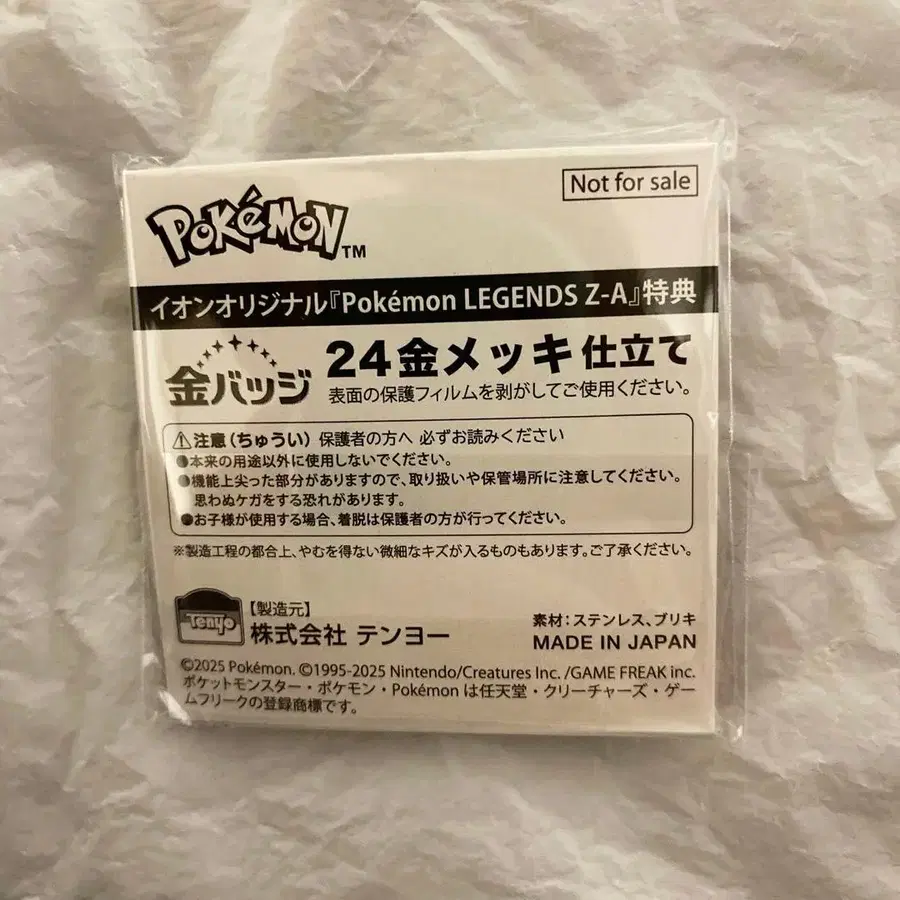 Not for sale
POKéMON TM
イオンオリジナル『Pokémon LEGENDS Z-A』特典
金バッジ
24金メッキ仕立て
表面の保護フィルムを剥がしてご使用ください。
⚠注意(ちゅうい) 保護者の方へ 必ずお読みください
●本来の用途以外に使用しないでください。
●機能上尖った部分がありますので、取り扱いや保管場所に注意してください。
思わぬケガをする恐れがあります。
●お子様が使用する場合、着脱は保護者の方が行ってください。
※製造工程の都合上、やむを得ない微細なキズが入るものもあります。ご了承ください。
Tenyo
【製造元】
株式会社 テンヨー
素材:ステンレス、ブリキ
MADE IN JAPAN
©2025 Pokémon. ©1995-2025 Nintendo/Creatures Inc. /GAME FREAK inc.
ポケットモンスター・ポケモン・Pokémon は任天堂・クリーチャーズ・ゲー
ムフリークの登録商標です。